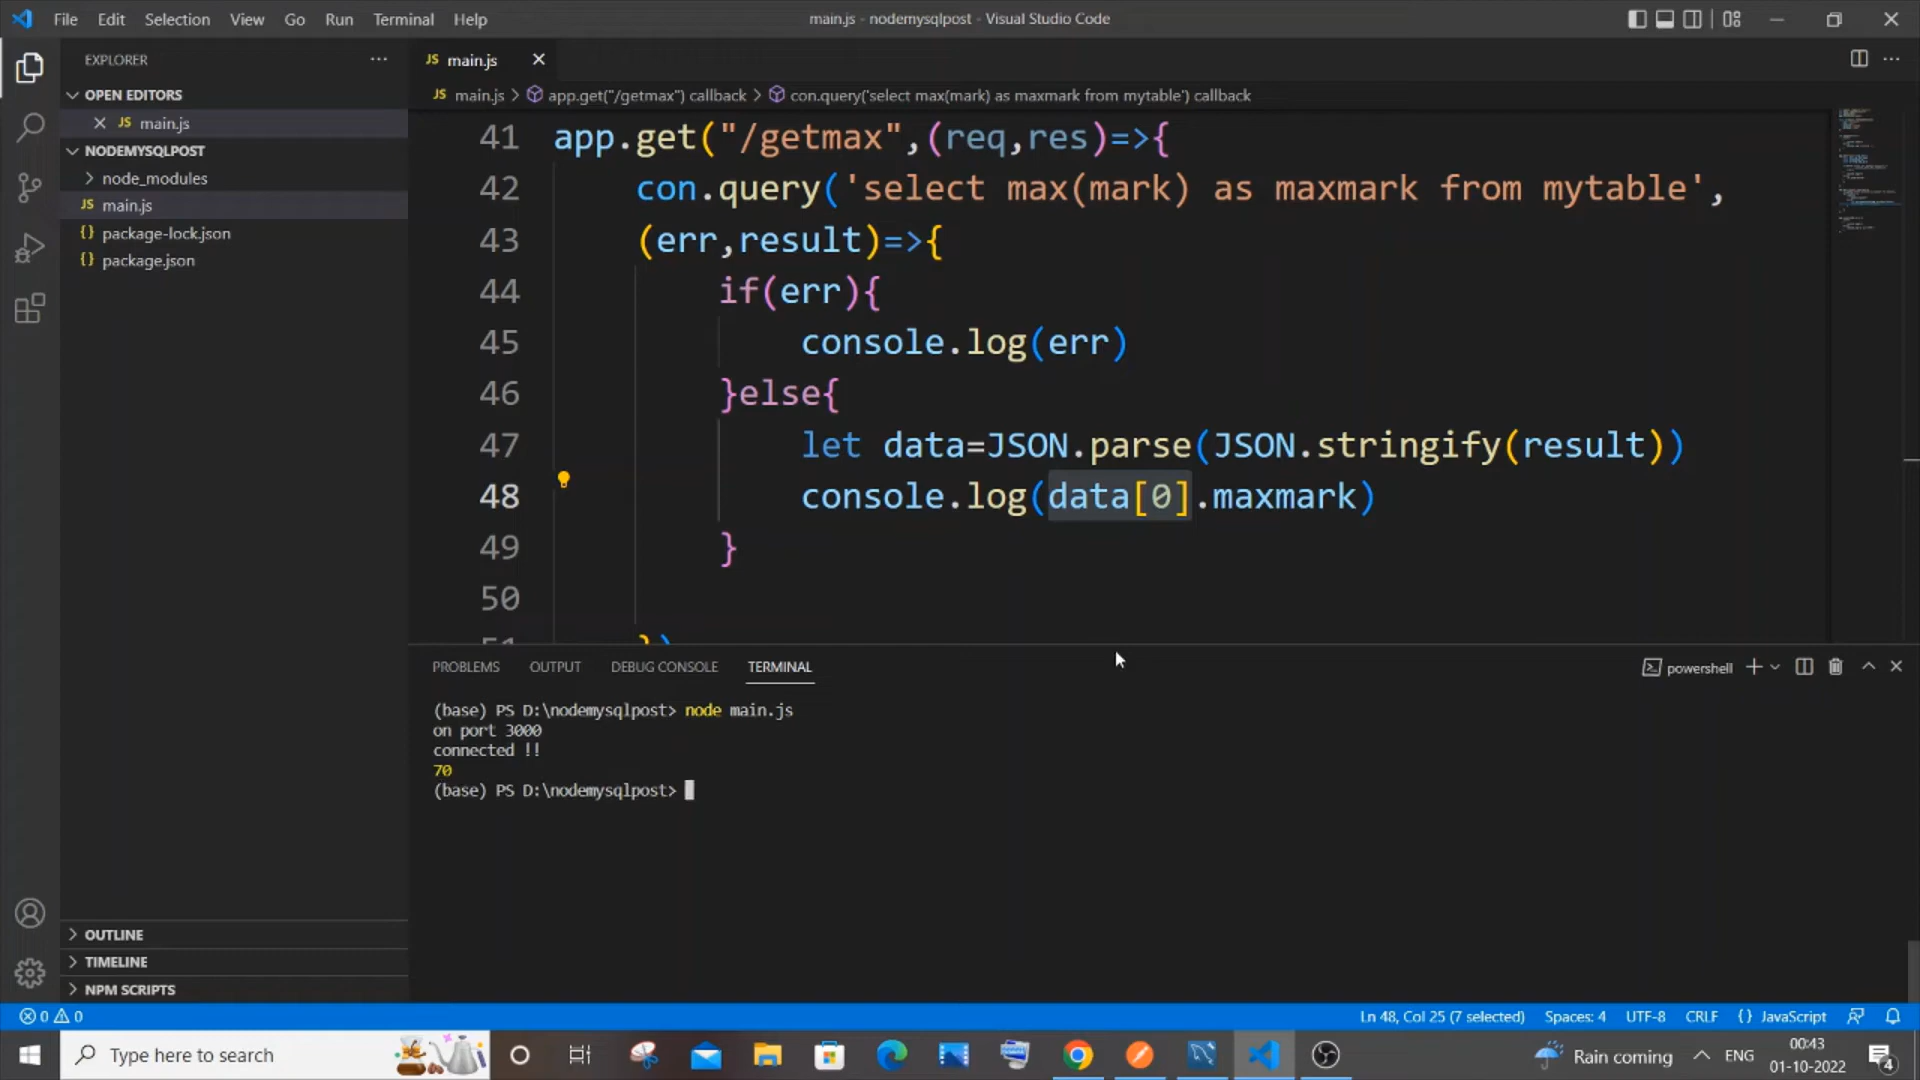 File Edit Selection View Go Run Terminal Help
main.js - nodemysqlpost - Visual Studio Code
EXPLORER
OPEN EDITORS
JS main.js
NODEMYSQLPOST
node_modules
JS main.js
{} package-lock.json
{} package.json
OUTLINE
TIMELINE
NPM SCRIPTS
JS main.js
JS main.js > app.get("/getmax") callback > con.query('select max(mark) as maxmark from mytable') callback
41 app.get("/getmax",(req,res)=>{
42 con.query('select max(mark) as maxmark from mytable',
43 (err,result)=>{
44 if(err){
45 console.log(err)
46 }else{
47 let data=JSON.parse(JSON.stringify(result))
48 console.log(data[0].maxmark)
49 }
50
51 })
PROBLEMS OUTPUT DEBUG CONSOLE TERMINAL
powershell
(base) PS D:\nodemysqlpost> node main.js
on port 3000
connected !!
70
(base) PS D:\nodemysqlpost>
0 0
Ln 48, Col 25 (7 selected) Spaces: 4 UTF-8 CRLF {} JavaScript
Type here to search
Rain coming
ENG
00:43
01-10-2022
4